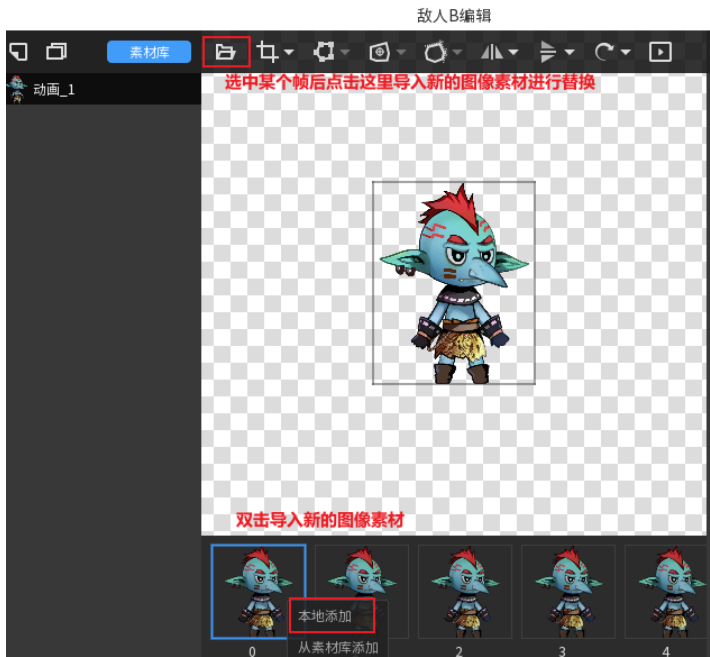 敌人B编辑
素材库
动画_1
选中某个帧后点击这里导入新的图像素材进行替换
双击导入新的图像素材
本地添加
从素材库添加
0
2
3
4